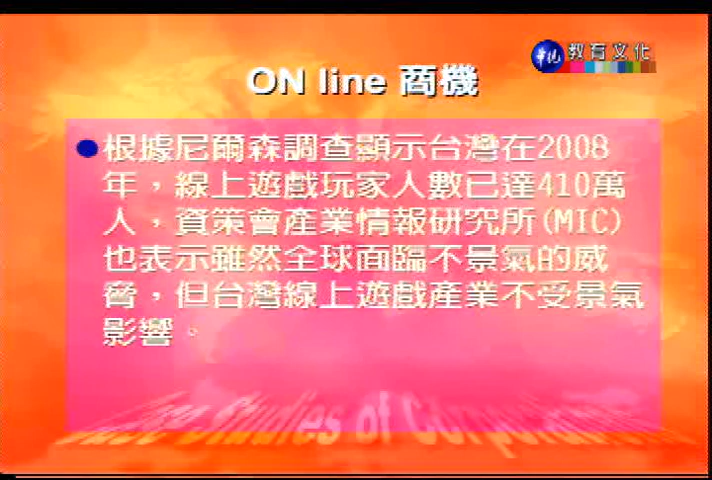 華視 教育文化
ON line 商機
根據尼爾森調查顯示台灣在2008
年，線上遊戲玩家人數已達410萬
人，資策會產業情報研究所(MIC)
也表示雖然全球面臨不景氣的威
脅，但台灣線上遊戲產業不受景氣
影響。
Case Studies of Corporate